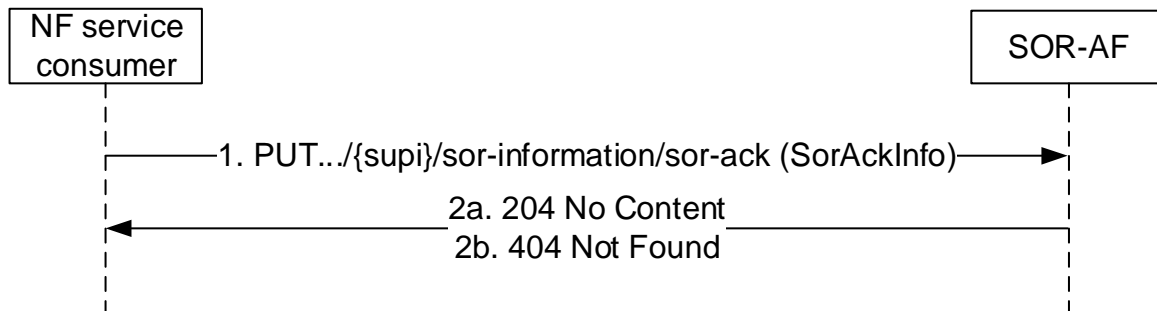 NF service
consumer
SOR-AF
1. PUT.../{supi}/sor-information/sor-ack (SorAckInfo)
2a. 204 No Content
2b. 404 Not Found